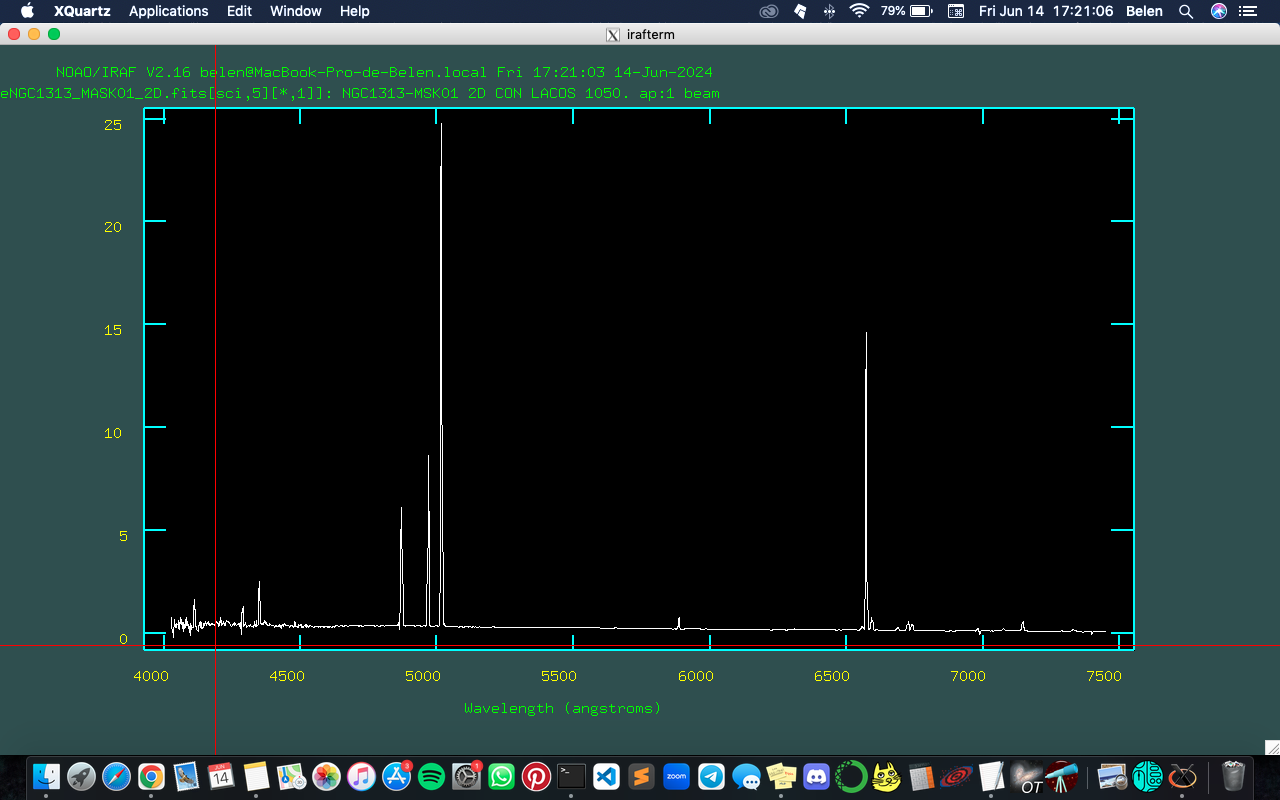 XQuartz Applications Edit Window Help 79% Fri Jun 14 17:21:06 Belen
irafterm
NOAO/IRAF V2.16 belen@MacBook-Pro-de-Belen.local Fri 17:21:03 14-Jun-2024
eNGC1313_MASK01_2D.fits[sci,5][*,1]]: NGC1313-MSK01 2D CON LACOS 1050. ap:1 beam
25
20
15
10
5
0
4000 4500 5000 5500 6000 6500 7000 7500
Wavelength (angstroms)
JUN 14 3 1 zoom OT